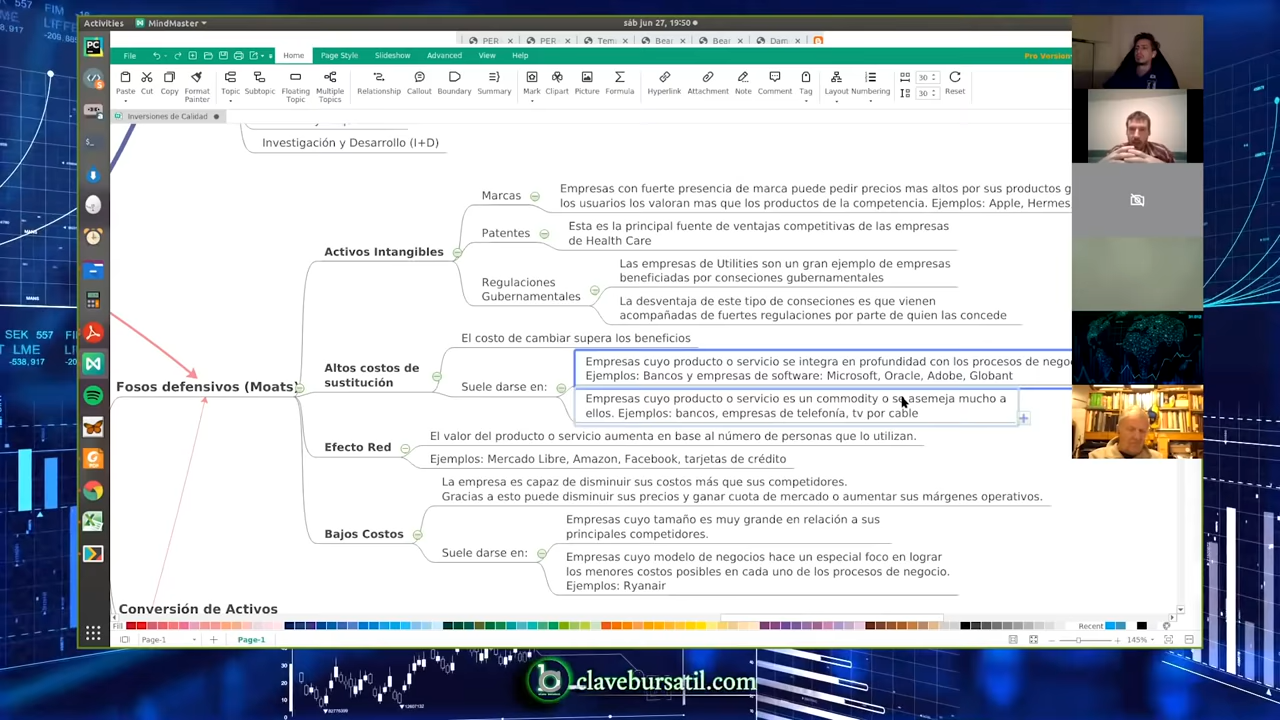 Activities MindMaster sáb jun 27, 19:50
PER PER Tem Bear Bear Dam
File Home Page Style Slideshow Advanced View Help Pro Version
Paste Cut Copy Format Painter Topic Subtopic Floating Topic Multiple Topics Relationship Callout Boundary Summary Mark Clipart Picture Formula Hyperlink Attachment Note Comment Tag Layout Numbering 30 30 Reset
Inversiones de Calidad
Investigación y Desarrollo (I+D)
Fosos defensivos (Moats)
Activos Intangibles
Marcas
Empresas con fuerte presencia de marca puede pedir precios mas altos por sus productos g
los usuarios los valoran mas que los productos de la competencia. Ejemplos: Apple, Hermes
Patentes
Esta es la principal fuente de ventajas competitivas de las empresas
de Health Care
Regulaciones
Gubernamentales
Las empresas de Utilities son un gran ejemplo de empresas
beneficiadas por conseciones gubernamentales
La desventaja de este tipo de conseciones es que vienen
acompañadas de fuertes regulaciones por parte de quien las concede
Altos costos de
sustitución
El costo de cambiar supera los beneficios
Suele darse en:
Empresas cuyo producto o servicio se integra en profundidad con los procesos de nego
Ejemplos: Bancos y empresas de software: Microsoft, Oracle, Adobe, Globant
Empresas cuyo producto o servicio es un commodity o se asemeja mucho a
ellos. Ejemplos: bancos, empresas de telefonía, tv por cable
Efecto Red
El valor del producto o servicio aumenta en base al número de personas que lo utilizan.
Ejemplos: Mercado Libre, Amazon, Facebook, tarjetas de crédito
Bajos Costos
La empresa es capaz de disminuir sus costos más que sus competidores.
Gracias a esto puede disminuir sus precios y ganar cuota de mercado o aumentar sus márgenes operativos.
Suele darse en:
Empresas cuyo tamaño es muy grande en relación a sus
principales competidores.
Empresas cuyo modelo de negocios hace un especial foco en lograr
los menores costos posibles en cada uno de los procesos de negocio.
Ejemplos: Ryanair
Conversión de Activos
Fill Recent
Page-1 Page-1 145%
SEK 557
LME
-538,917
clavebursatil.com